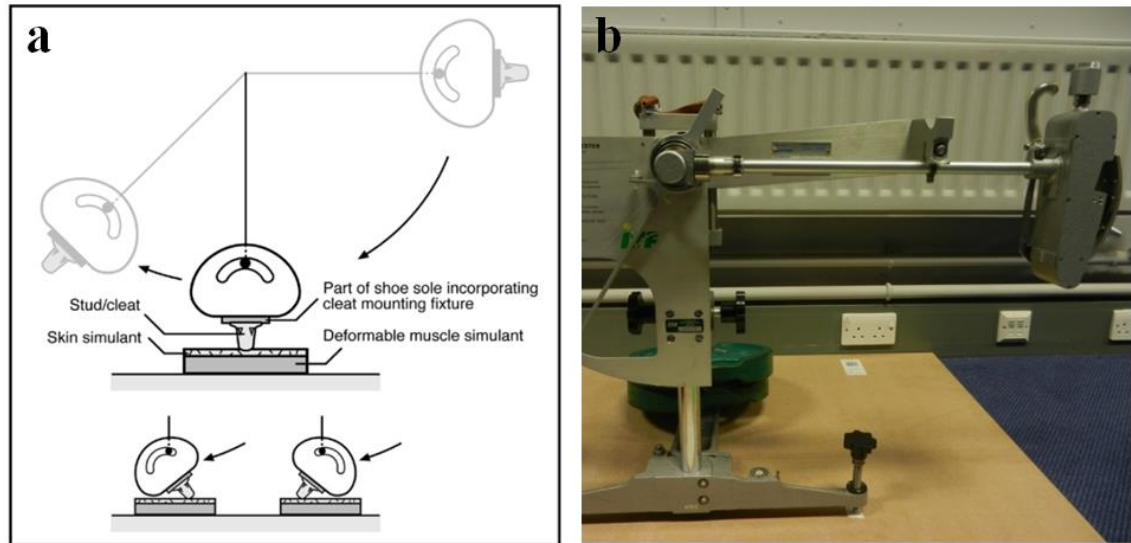 a
Stud/cleat
Skin simulant
Part of shoe sole incorporating
cleat mounting fixture
Deformable muscle simulant
b